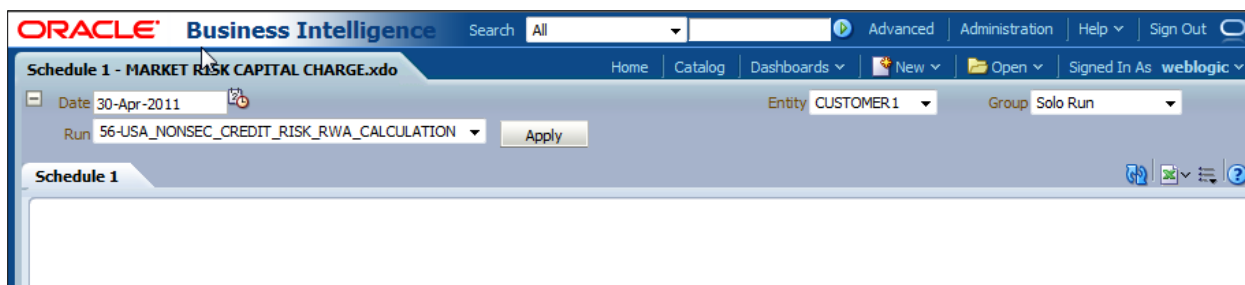 ORACLE Business Intelligence Search All Advanced Administration Help Sign Out
Schedule 1 - MARKET RISK CAPITAL CHARGE.xdo Home Catalog Dashboards New Open Signed In As weblogic
Date 30-Apr-2011 Entity CUSTOMER1 Group Solo Run
Run 56-USA_NONSEC_CREDIT_RISK_RWA_CALCULATION Apply
Schedule 1